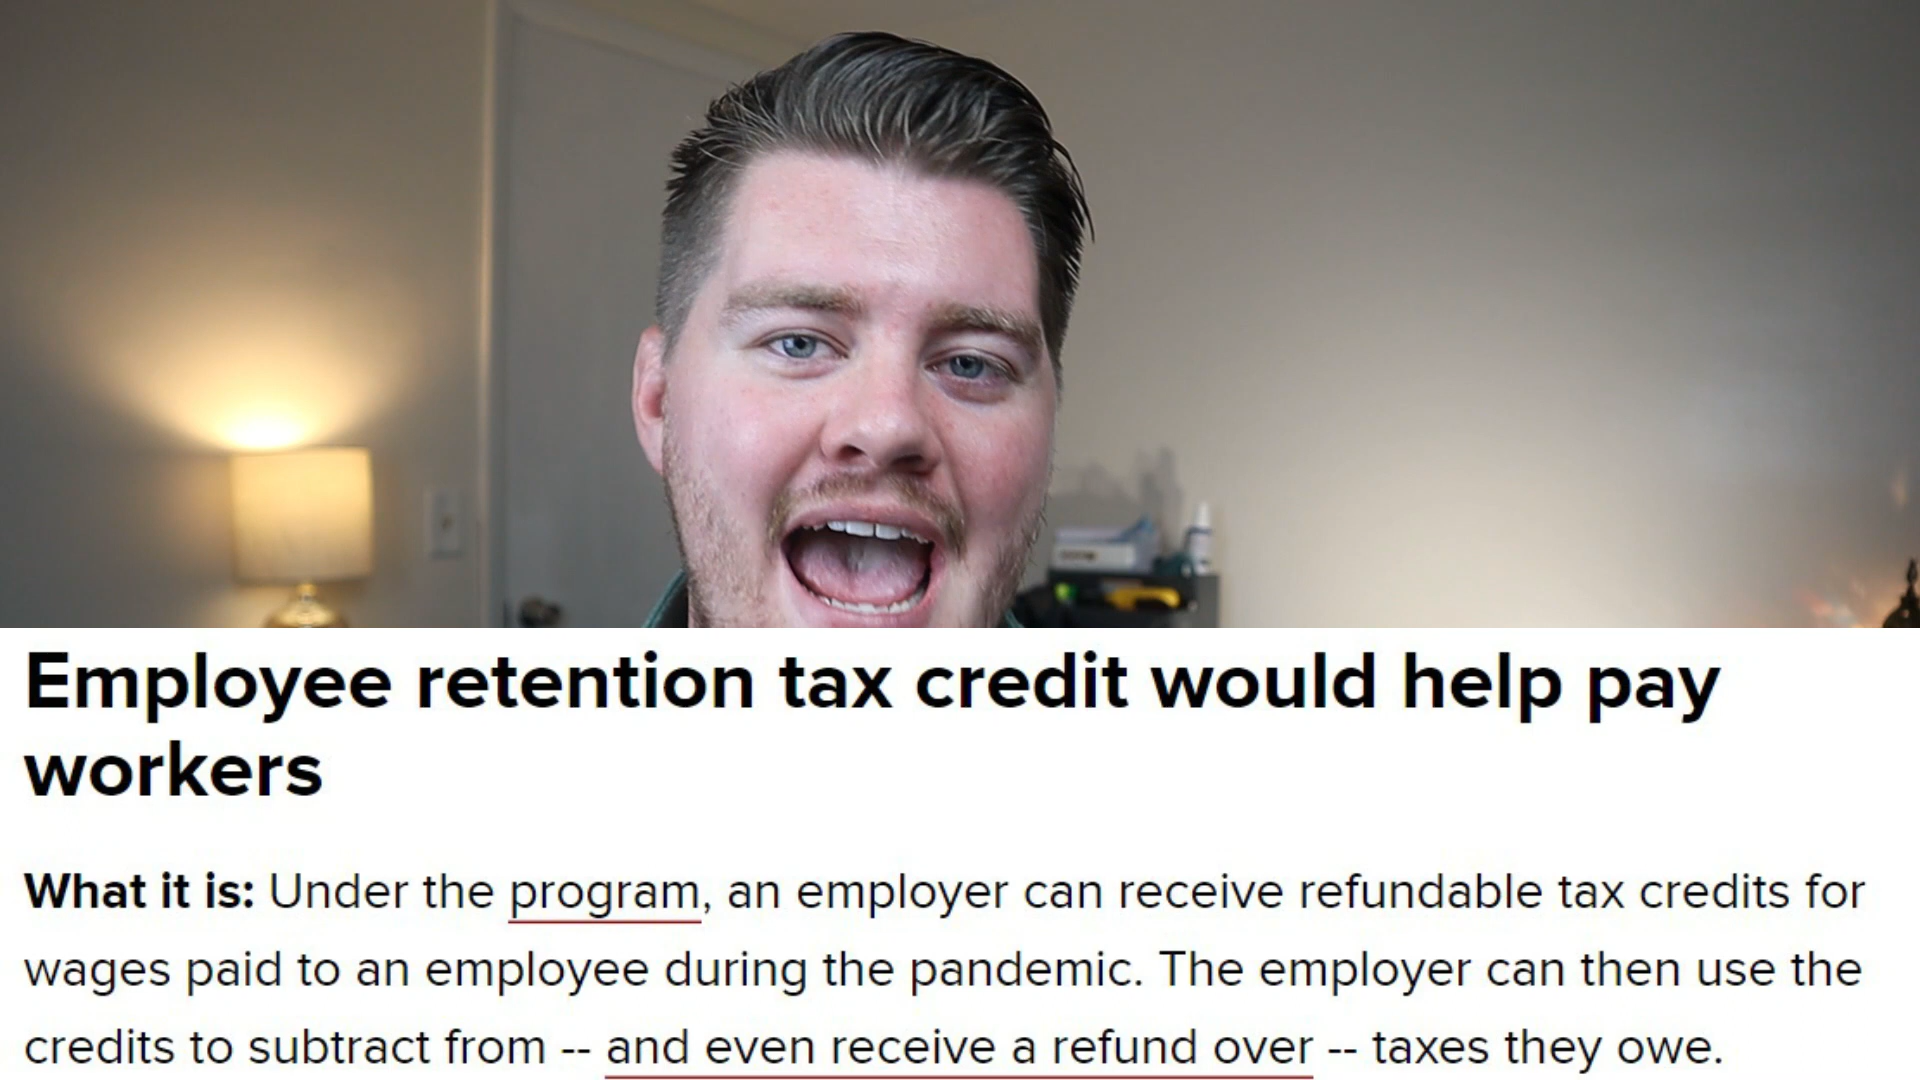 Employee retention tax credit would help pay
workers
What it is: Under the program, an employer can receive refundable tax credits for
wages paid to an employee during the pandemic. The employer can then use the
credits to subtract from -- and even receive a refund over -- taxes they owe.